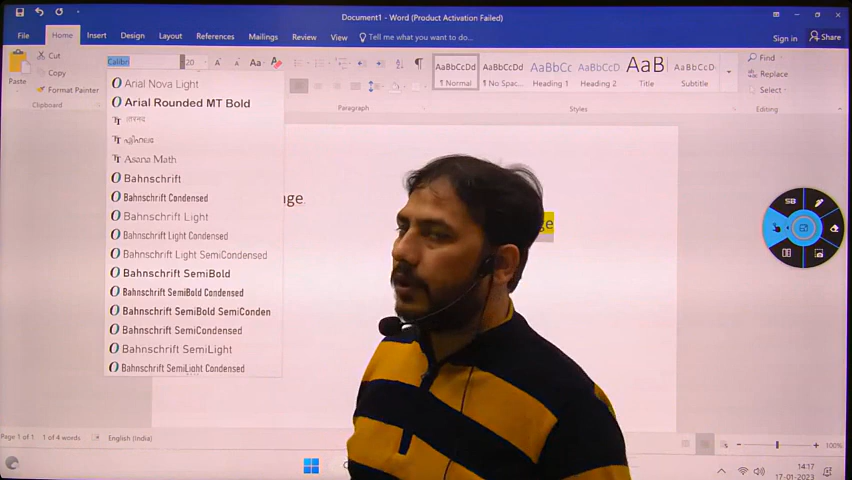 Document1 - Word (Product Activation Failed)
File Home Insert Design Layout References Mailings Review View Tell me what you want to do... Sign in Share
Cut
Copy
Format Painter
Paste
Clipboard
Calibri 20
Aa
Paragraph
AaBbCcDd AaBbCcDd AaBbCc AaBbCcD AaB AaBbCcD
¶ Normal ¶ No Spac... Heading 1 Heading 2 Title Subtitle
Styles
Find
Replace
Select
Editing
Arial Nova Light
Arial Rounded MT Bold
Asana Math
Bahnschrift
Bahnschrift Condensed
Bahnschrift Light
Bahnschrift Light Condensed
Bahnschrift Light SemiCondensed
Bahnschrift SemiBold
Bahnschrift SemiBold Condensed
Bahnschrift SemiBold SemiConden
Bahnschrift SemiCondensed
Bahnschrift SemiLight
Bahnschrift SemiLight Condensed
nge
ge
SB
Page 1 of 1 1 of 4 words English (India)
100%
14:17
17-01-2023